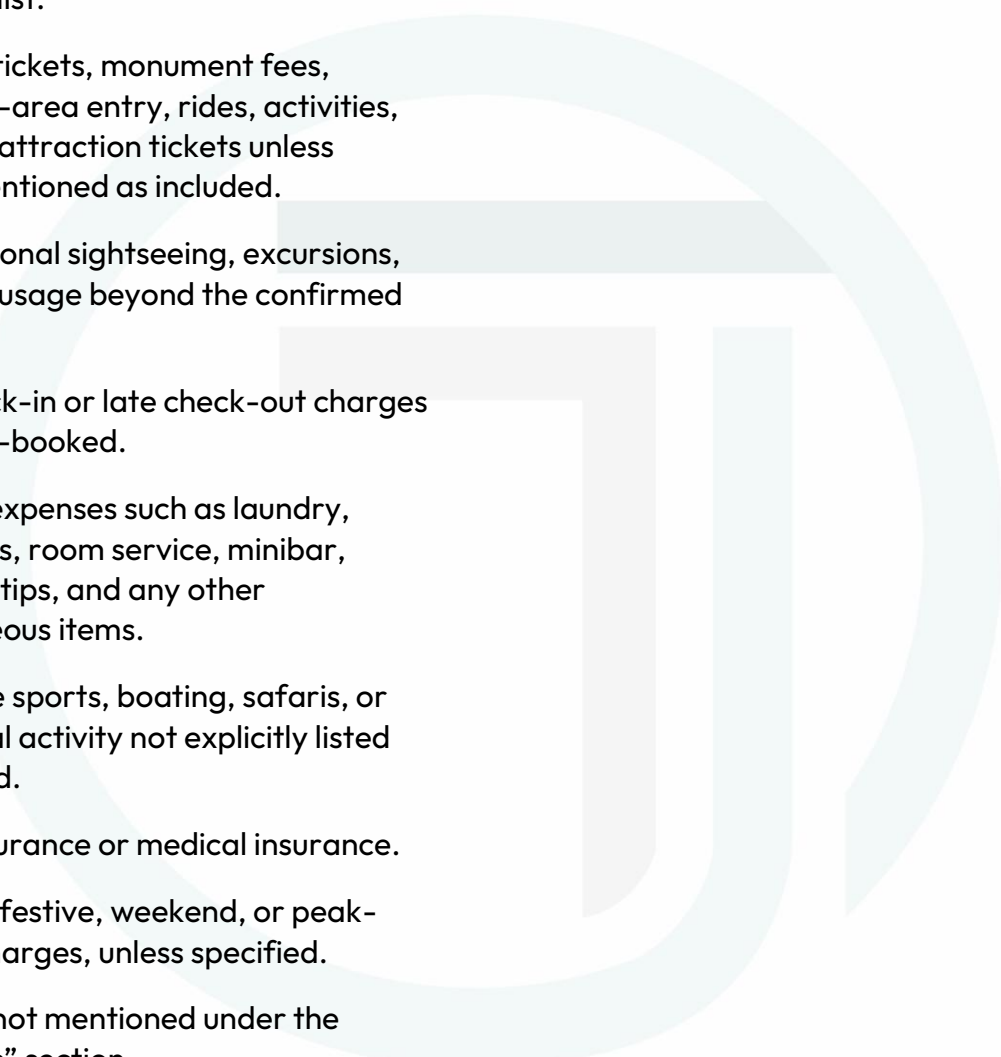 tickets, monument fees,
-area entry, rides, activities,
attraction tickets unless
ntioned as included.
onal sightseeing, excursions,
usage beyond the confirmed
ck-in or late check-out charges
-booked.
expenses such as laundry,
s, room service, minibar,
tips, and any other
eous items.
e sports, boating, safaris, or
l activity not explicitly listed
d.
urance or medical insurance.
festive, weekend, or peak-
arges, unless specified.
not mentioned under the
” section